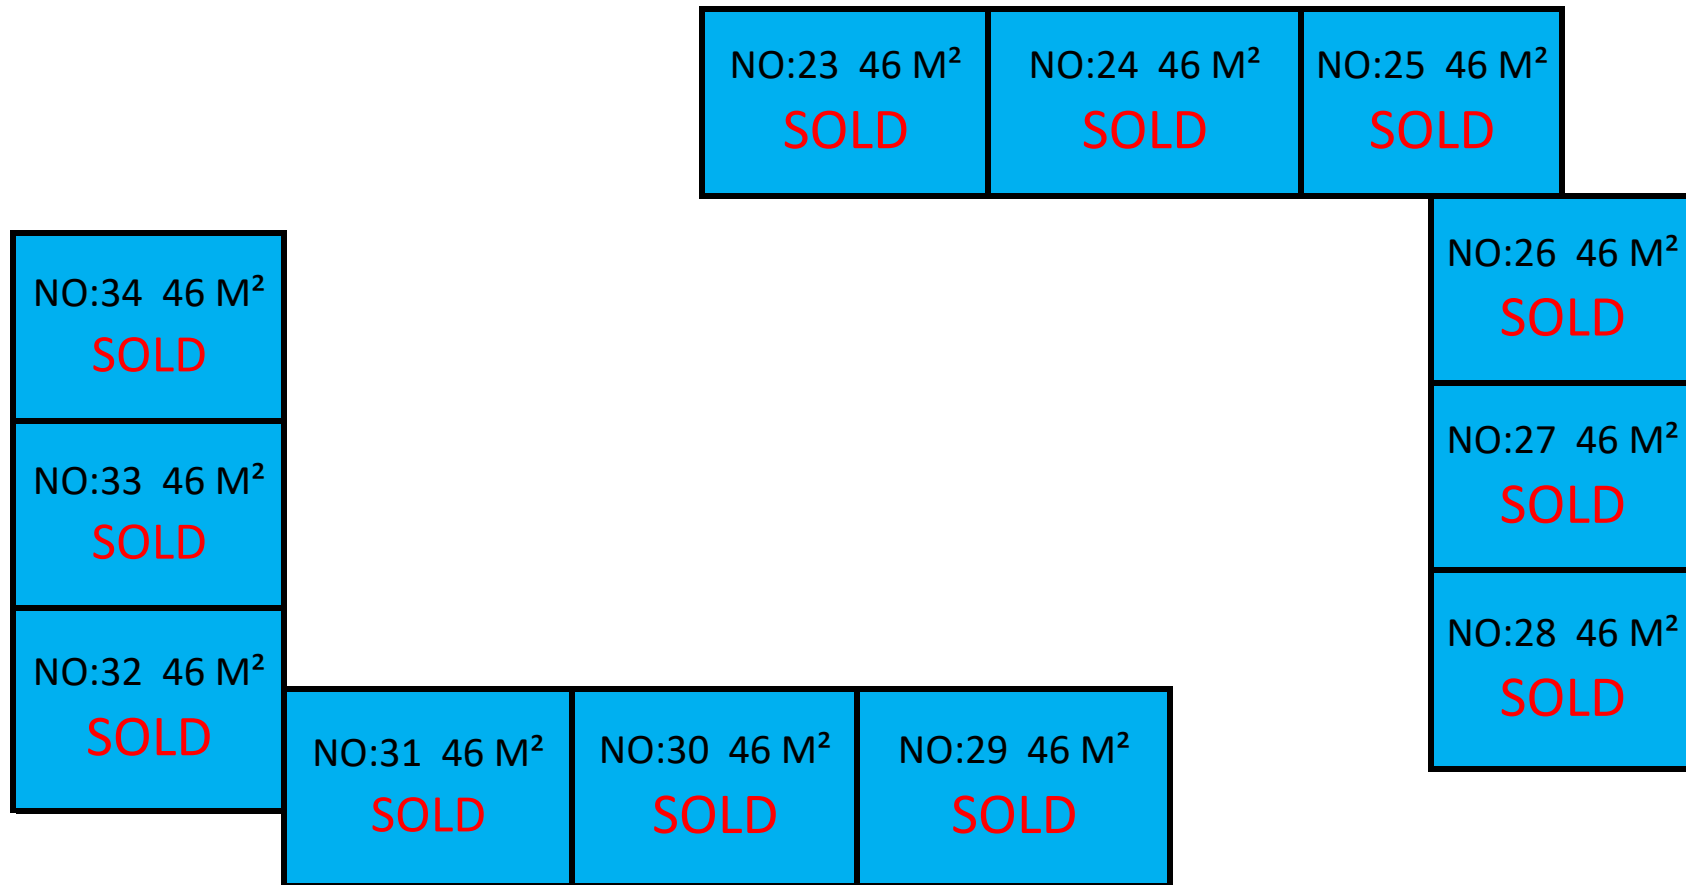 NO:23 46 M²
SOLD
NO:24 46 M²
SOLD
NO:25 46 M²
SOLD
NO:26 46 M²
SOLD
NO:27 46 M²
SOLD
NO:28 46 M²
SOLD
NO:34 46 M²
SOLD
NO:33 46 M²
SOLD
NO:32 46 M²
SOLD
NO:31 46 M²
SOLD
NO:30 46 M²
SOLD
NO:29 46 M²
SOLD